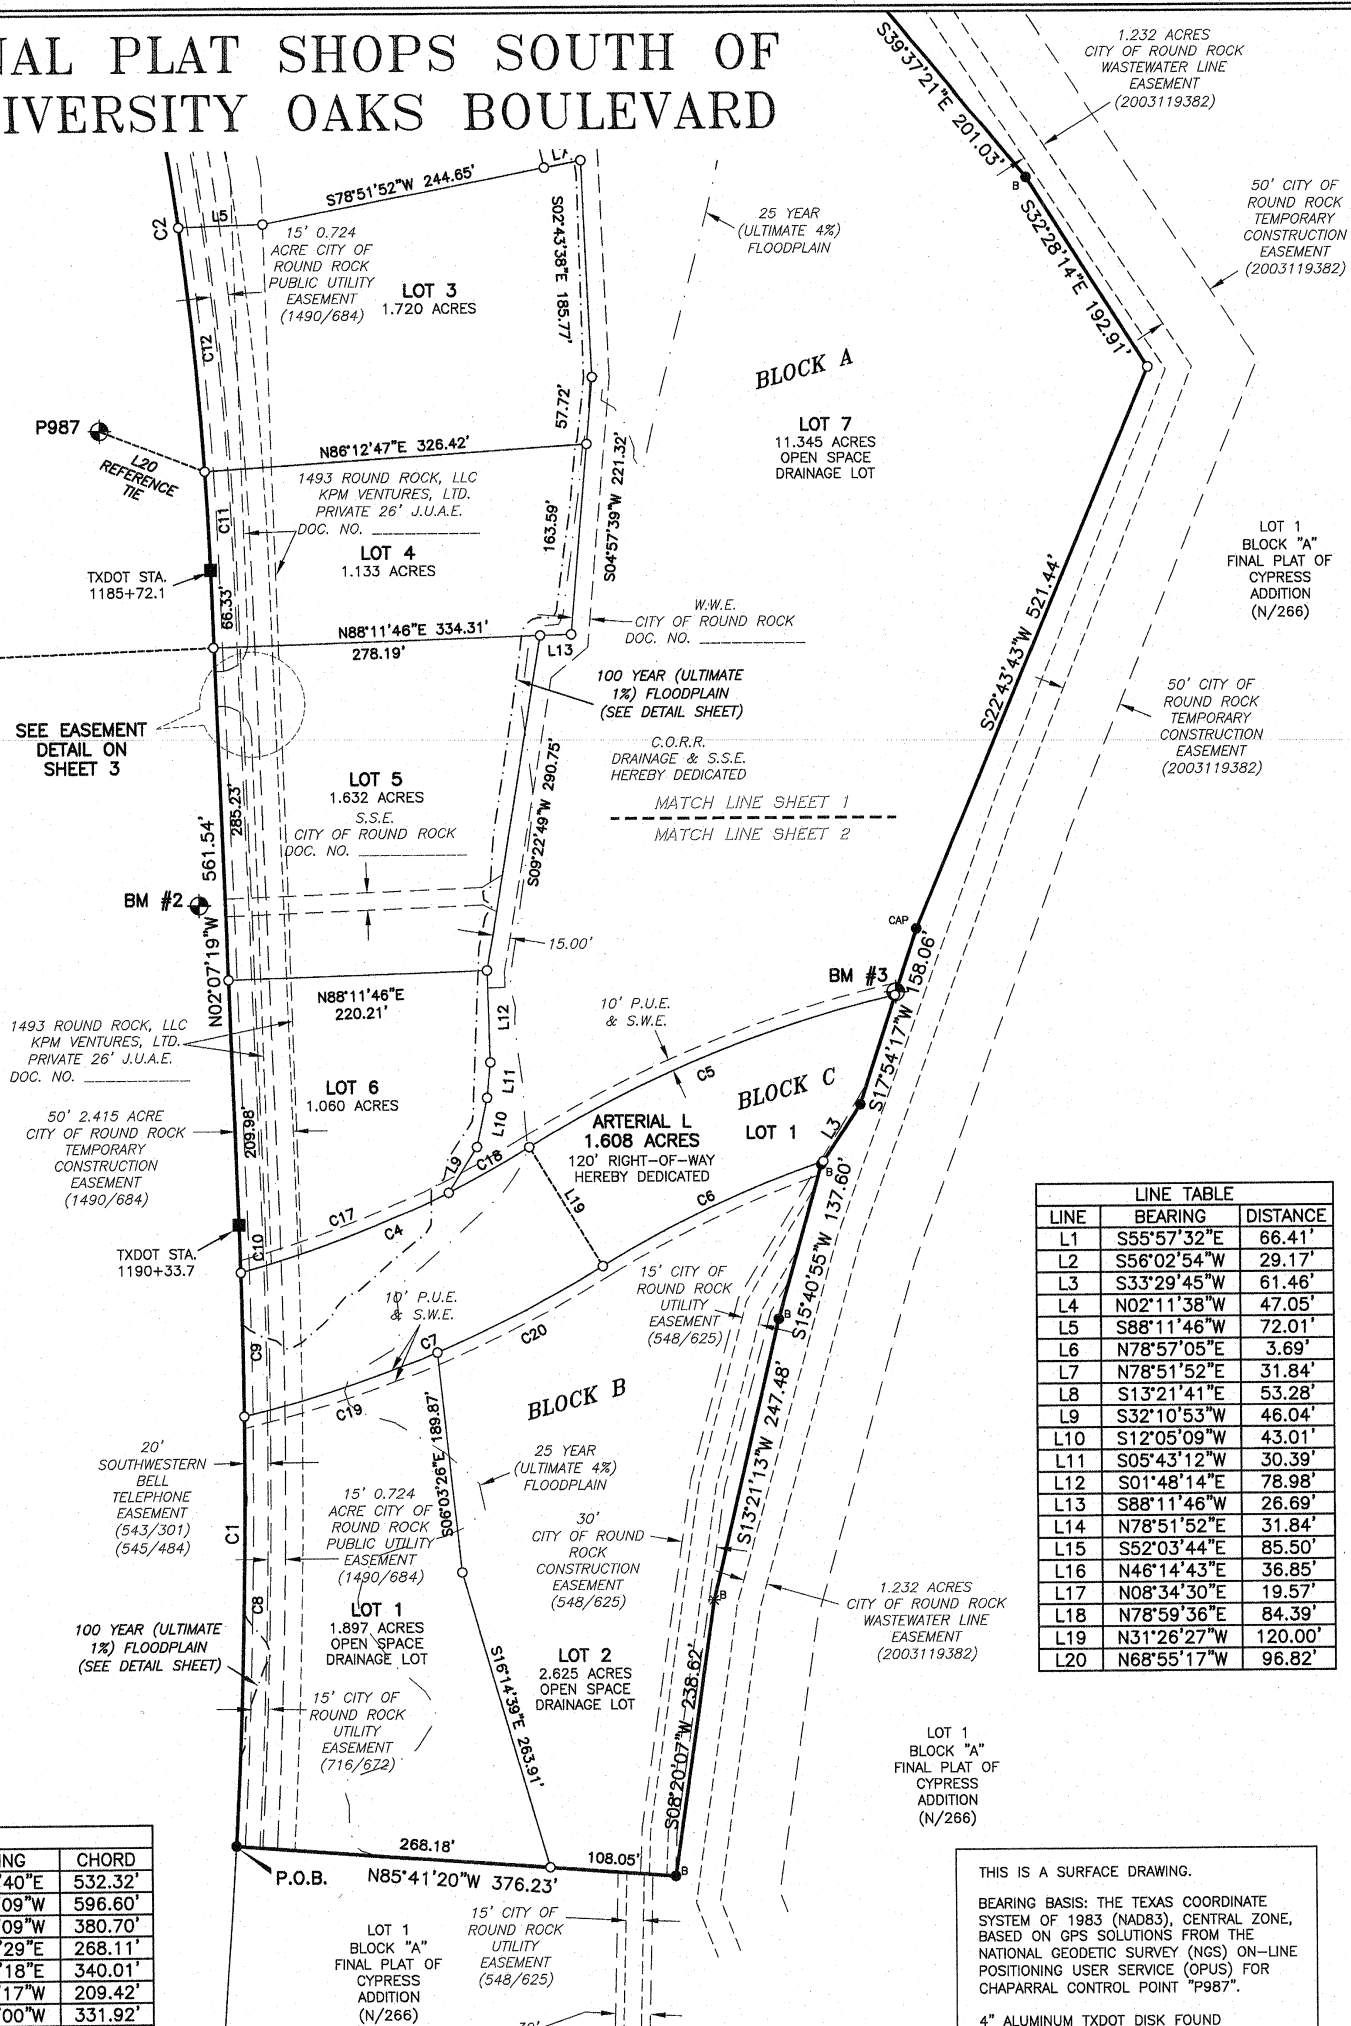 NAL PLAT SHOPS SOUTH OF
IVERSITY OAKS BOULEVARD
S39°37'21"E 201.03'
1.232 ACRES
CITY OF ROUND ROCK
WASTEWATER LINE
EASEMENT
(2003119382)
B
S32°28'14"E 192.91'
50' CITY OF
ROUND ROCK
TEMPORARY
CONSTRUCTION
EASEMENT
(2003119382)
25 YEAR
(ULTIMATE 4%)
FLOODPLAIN
S78°51'52"W 244.65'
C2
L5
15' 0.724
ACRE CITY OF
ROUND ROCK
PUBLIC UTILITY
EASEMENT
(1490/684)
LOT 3
1.720 ACRES
S02°43'38"E 185.77'
C12
57.72'
BLOCK A
LOT 7
11.345 ACRES
OPEN SPACE
DRAINAGE LOT
P987
L20
REFERENCE
TIE
N86°12'47"E 326.42'
1493 ROUND ROCK, LLC
KPM VENTURES, LTD.
PRIVATE 26' J.U.A.E.
DOC. NO.
C11
S04°57'39"W 221.32'
163.59'
LOT 4
1.133 ACRES
TXDOT STA.
1185+72.1
66.33'
LOT 1
BLOCK "A"
FINAL PLAT OF
CYPRESS
ADDITION
(N/266)
S22°43'43"W 521.44'
N88°11'46"E 334.31'
278.19'
L13
W.W.E.
CITY OF ROUND ROCK
DOC. NO.
100 YEAR (ULTIMATE
1%) FLOODPLAIN
(SEE DETAIL SHEET)
SEE EASEMENT
DETAIL ON
SHEET 3
50' CITY OF
ROUND ROCK
TEMPORARY
CONSTRUCTION
EASEMENT
(2003119382)
C.O.R.R.
DRAINAGE & S.S.E.
HEREBY DEDICATED
MATCH LINE SHEET 1
MATCH LINE SHEET 2
LOT 5
1.632 ACRES
S.S.E.
CITY OF ROUND ROCK
DOC. NO.
285.23'
N02°07'19"W 561.54'
S09°22'49"W 290.75'
BM #2
15.00'
CAP
158.06'
BM #3
S17°54'17"W
N88°11'46"E
220.21'
10' P.U.E.
& S.W.E.
1493 ROUND ROCK, LLC
KPM VENTURES, LTD.
PRIVATE 26' J.U.A.E.
DOC. NO.
L12
L11
L10
L9
C5
BLOCK C
LOT 1
L3
LOT 6
1.060 ACRES
ARTERIAL L
1.608 ACRES
120' RIGHT-OF-WAY
HEREBY DEDICATED
50' 2.415 ACRE
CITY OF ROUND ROCK
TEMPORARY
CONSTRUCTION
EASEMENT
(1490/684)
209.98'
C18
C17
C4
L19
C6
B
S15°40'55"W 137.60'
TXDOT STA.
1190+33.7
C10
15' CITY OF
ROUND ROCK
UTILITY
EASEMENT
(548/625)
10' P.U.E.
& S.W.E.
C9
C7
C20
C19
B
BLOCK B
S13°21'13"W 247.48'
S06°03'26"E 189.87'
20'
SOUTHWESTERN
BELL
TELEPHONE
EASEMENT
(543/301)
(545/484)
C1
15' 0.724
ACRE CITY OF
ROUND ROCK
PUBLIC UTILITY
EASEMENT
(1490/684)
25 YEAR
(ULTIMATE 4%)
FLOODPLAIN
30'
CITY OF ROUND
ROCK
CONSTRUCTION
EASEMENT
(548/625)
B
1.232 ACRES
CITY OF ROUND ROCK
WASTEWATER LINE
EASEMENT
(2003119382)
C8
100 YEAR (ULTIMATE
1%) FLOODPLAIN
(SEE DETAIL SHEET)
LOT 1
1.897 ACRES
OPEN SPACE
DRAINAGE LOT
LOT 2
2.625 ACRES
OPEN SPACE
DRAINAGE LOT
S16°14'39"E 263.91'
S08°20'07"W 238.62'
15' CITY OF
ROUND ROCK
UTILITY
EASEMENT
(716/672)
LOT 1
BLOCK "A"
FINAL PLAT OF
CYPRESS
ADDITION
(N/266)
268.18'
108.05'
B
P.O.B.
N85°41'20"W 376.23'
LOT 1
BLOCK "A"
FINAL PLAT OF
CYPRESS
ADDITION
(N/266)
15' CITY OF
ROUND ROCK
UTILITY
EASEMENT
(548/625)
LINE TABLE
LINE BEARING DISTANCE
L1 S55°57'32"E 66.41'
L2 S56°02'54"W 29.17'
L3 S33°29'45"W 61.46'
L4 N02°11'38"W 47.05'
L5 S88°11'46"W 72.01'
L6 N78°57'05"E 3.69'
L7 N78°51'52"E 31.84'
L8 S13°21'41"E 53.28'
L9 S32°10'53"W 46.04'
L10 S12°05'09"W 43.01'
L11 S05°43'12"W 30.39'
L12 S01°48'14"E 78.98'
L13 S88°11'46"W 26.69'
L14 N78°51'52"E 31.84'
L15 S52°03'44"E 85.50'
L16 N46°14'43"E 36.85'
L17 N08°34'30"E 19.57'
L18 N78°59'36"E 84.39'
L19 N31°26'27"W 120.00'
L20 N68°55'17"W 96.82'
NG CHORD
'40"E 532.32'
'09"W 596.60'
'09"W 380.70'
'29"E 268.11'
'18"E 340.01'
'17"W 209.42'
'00"W 331.92'
THIS IS A SURFACE DRAWING.
BEARING BASIS: THE TEXAS COORDINATE
SYSTEM OF 1983 (NAD83), CENTRAL ZONE,
BASED ON GPS SOLUTIONS FROM THE
NATIONAL GEODETIC SURVEY (NGS) ON-LINE
POSITIONING USER SERVICE (OPUS) FOR
CHAPARRAL CONTROL POINT "P987".
4" ALUMINUM TXDOT DISK FOUND